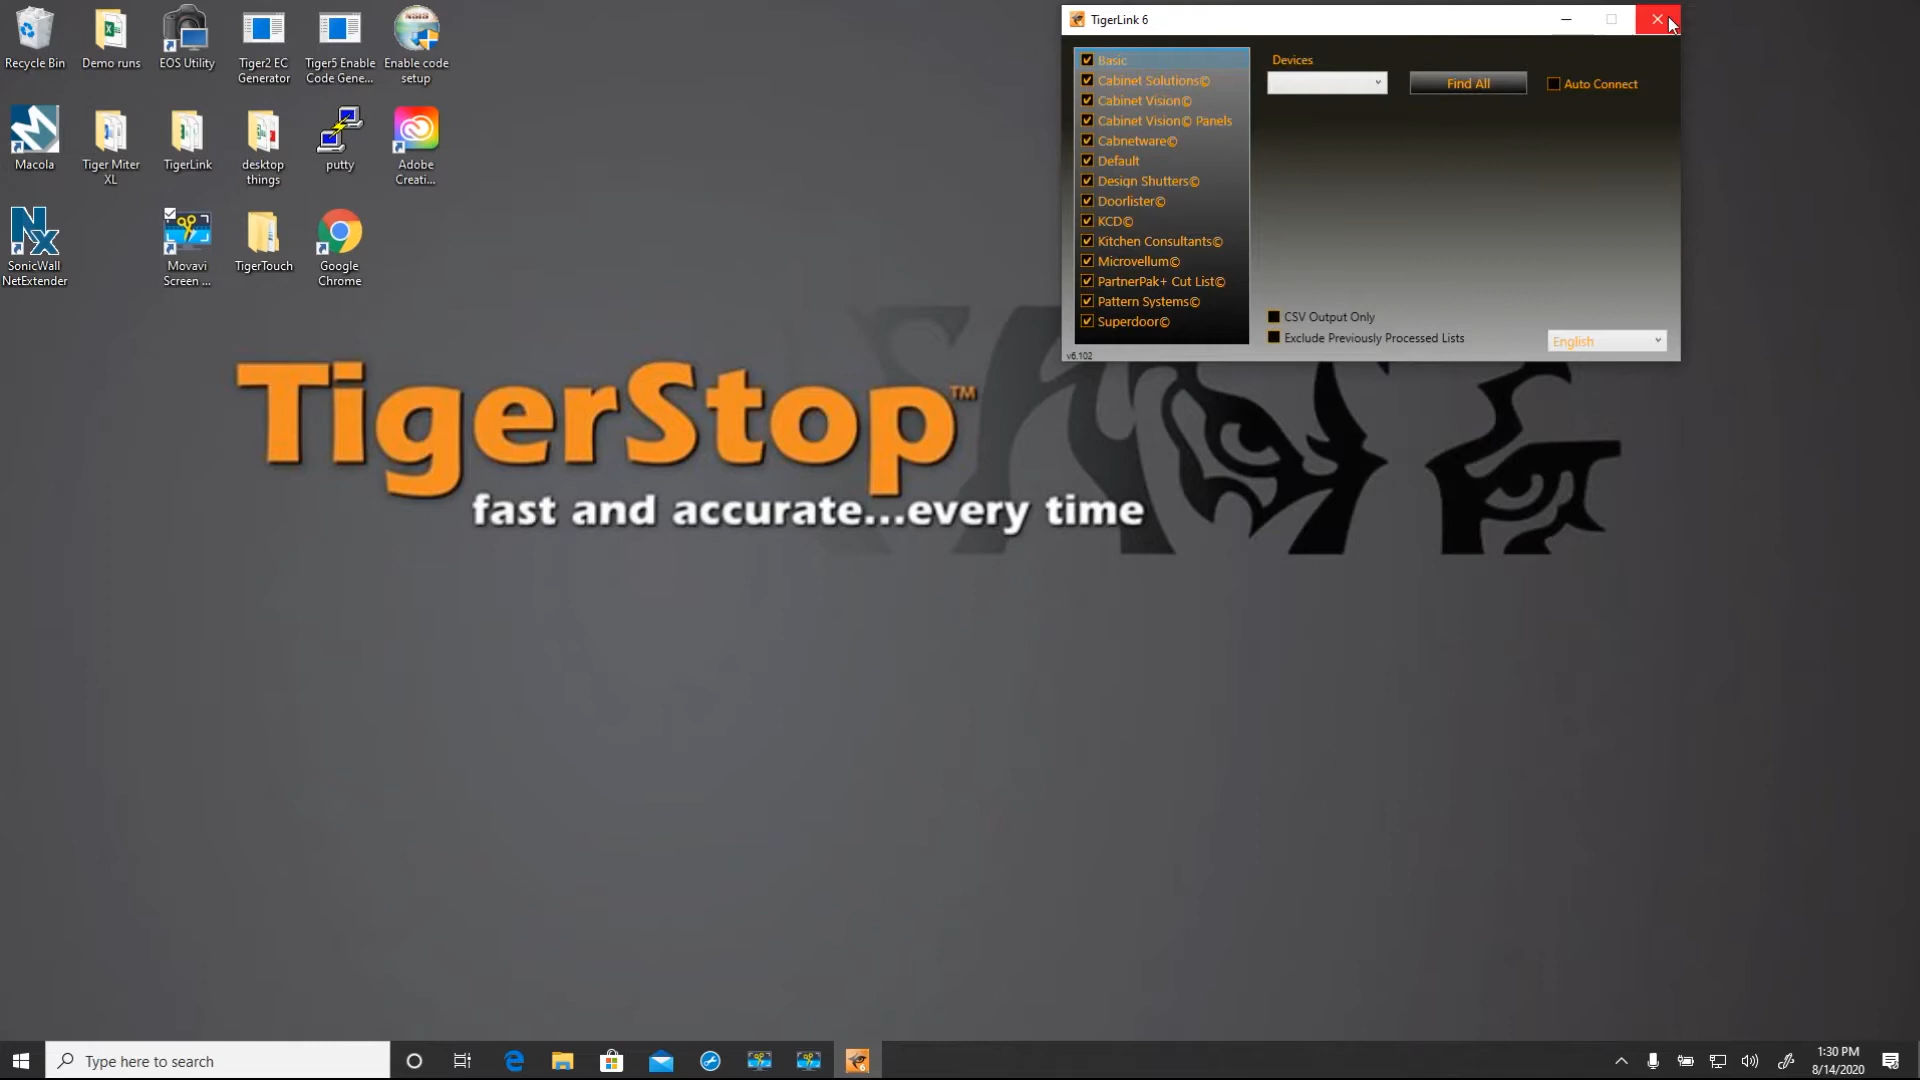 Recycle Bin
Demo runs
EOS Utility
Tiger2 EC
Generator
Tiger5 Enable
Code Gene...
NSIS
Enable code
setup
Macola
Tiger Miter
XL
TigerLink
desktop
things
putty
Adobe
Creati...
SonicWall
NetExtender
Movavi
Screen ...
TigerTouch
Google
Chrome
TigerLink 6
Basic
Cabinet Solutions©
Cabinet Vision©
Cabinet Vision© Panels
Cabnetware©
Default
Design Shutters©
Doorlister©
KCD©
Kitchen Consultants©
Microvellum©
PartnerPak+ Cut List©
Pattern Systems©
Superdoor©
v6.102
Devices
Find All
Auto Connect
CSV Output Only
Exclude Previously Processed Lists
English
TigerStop™
fast and accurate...every time
Type here to search
6
1:30 PM
8/14/2020